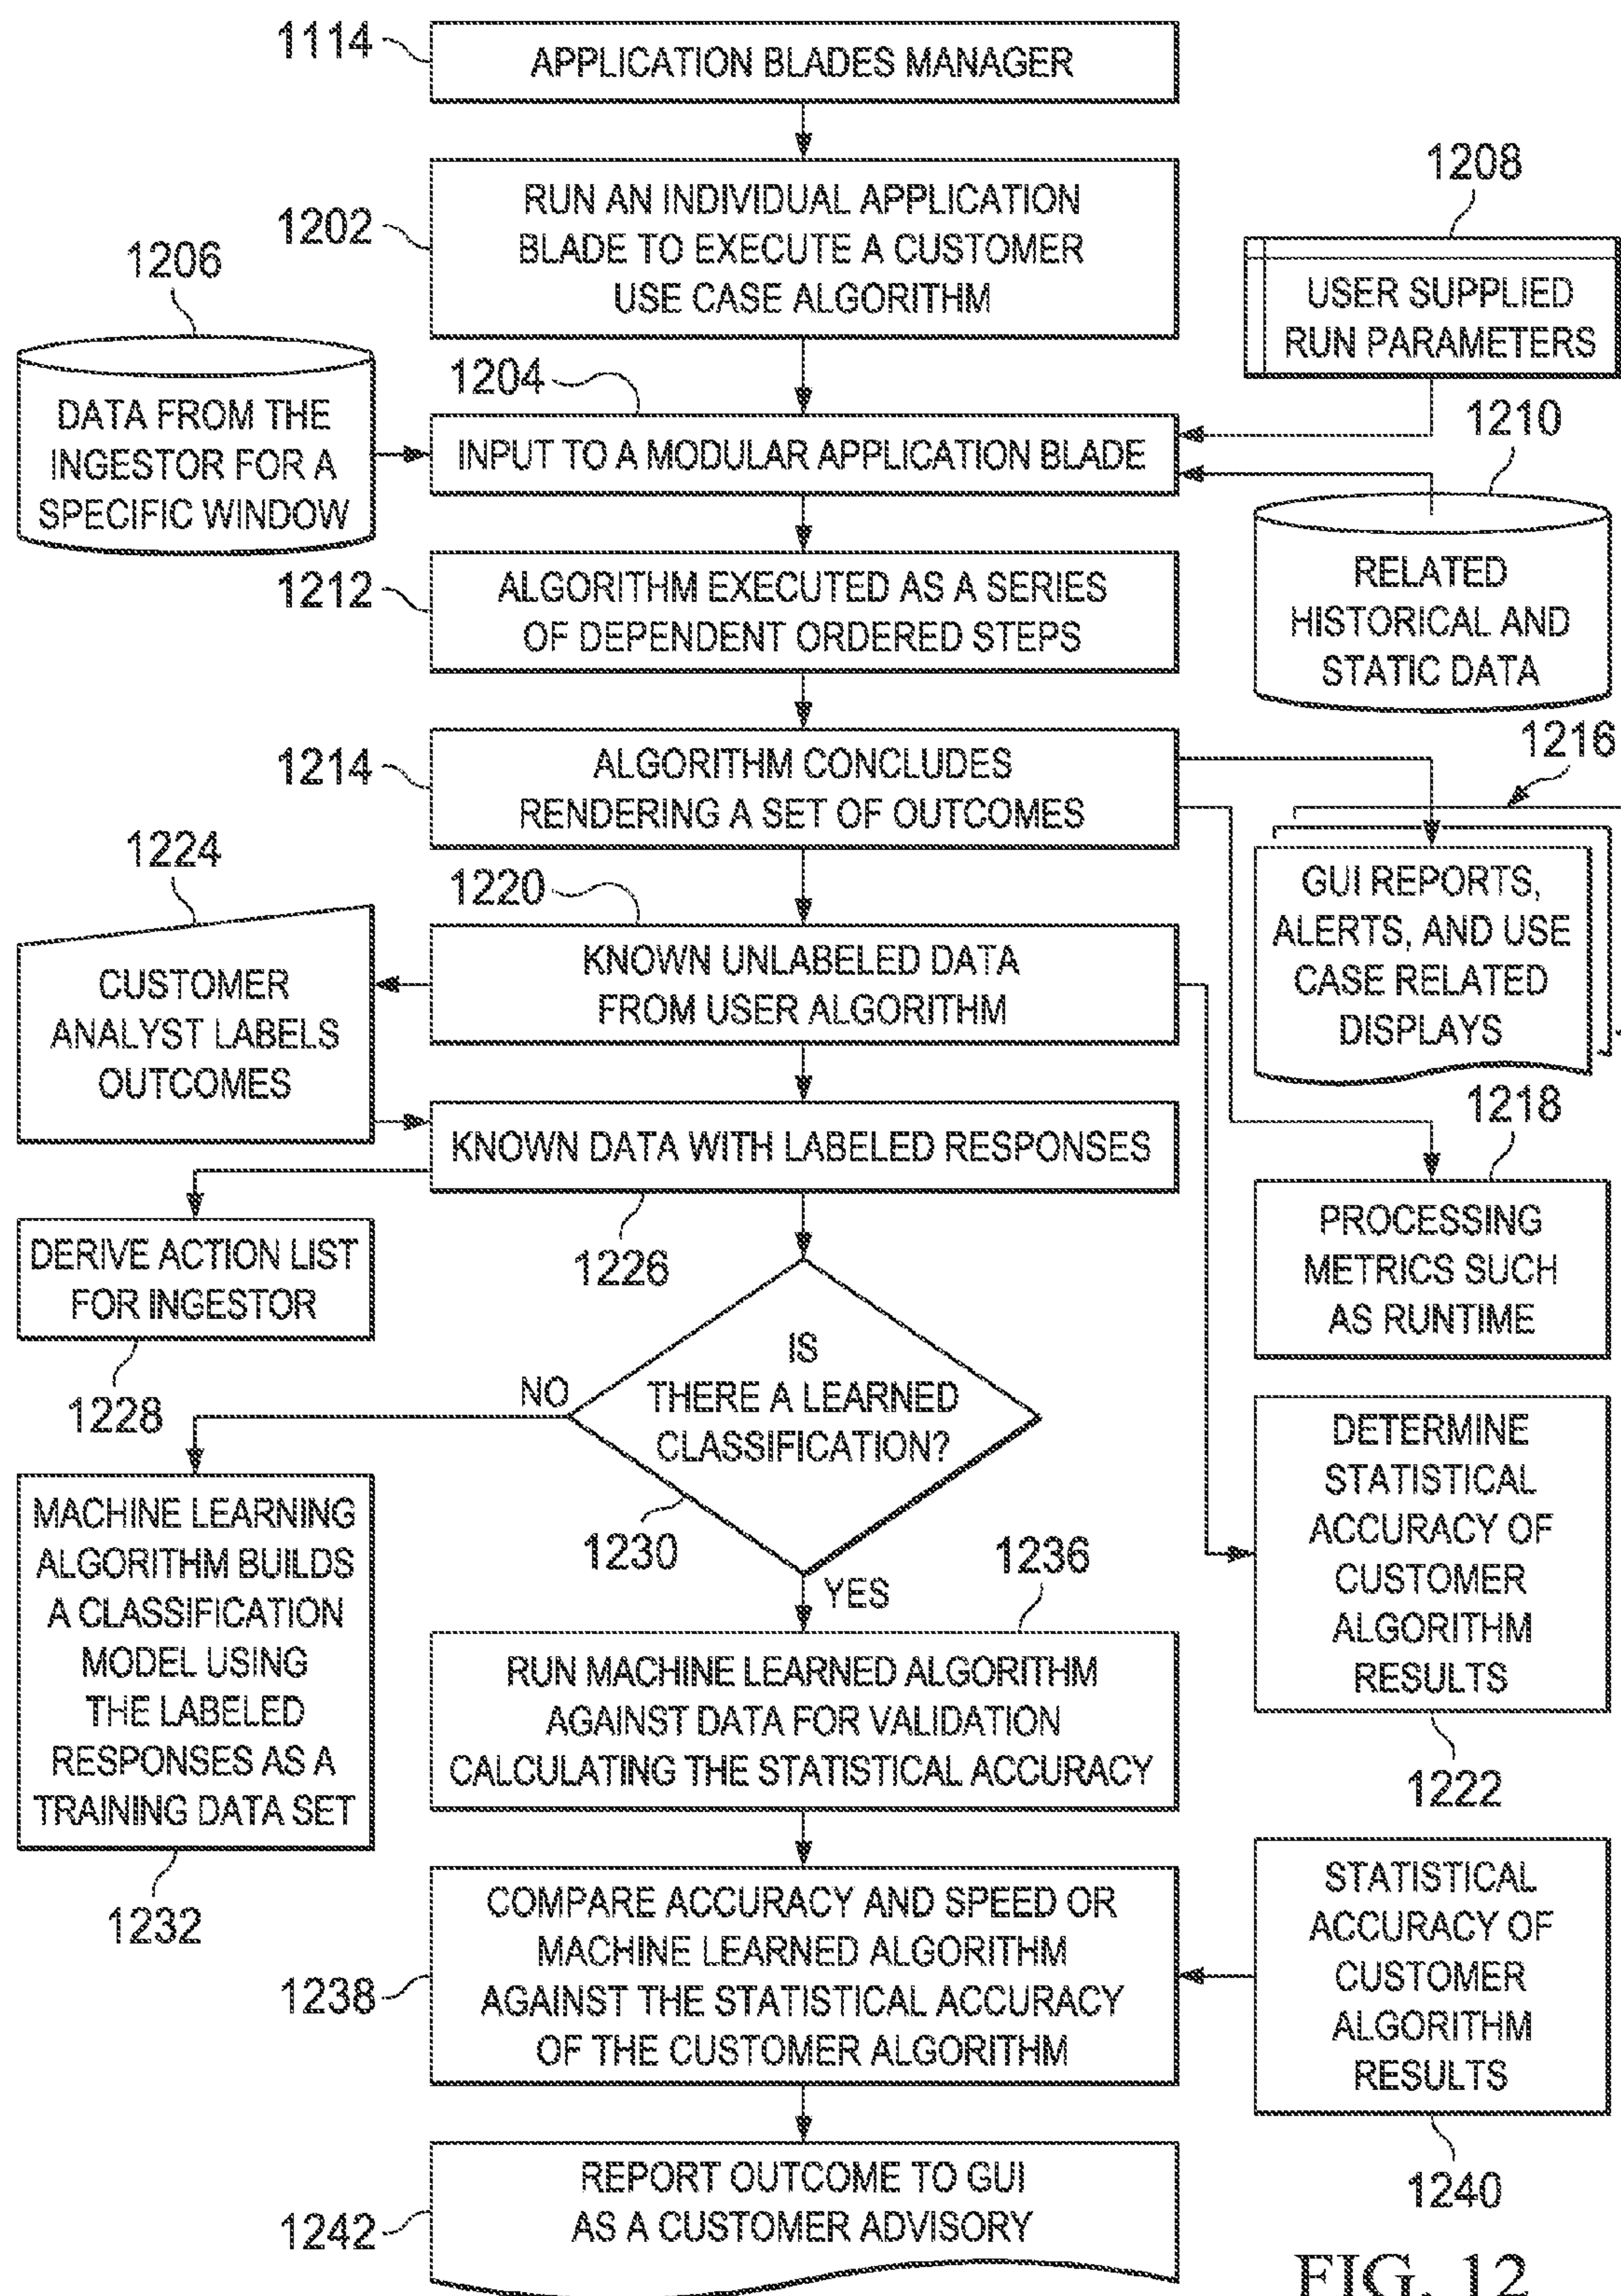 1114
APPLICATION BLADES MANAGER
1202
RUN AN INDIVIDUAL APPLICATION
BLADE TO EXECUTE A CUSTOMER
USE CASE ALGORITHM
1208
USER SUPPLIED
RUN PARAMETERS
1206
DATA FROM THE
INGESTOR FOR A
SPECIFIC WINDOW
1204
INPUT TO A MODULAR APPLICATION BLADE
1210
RELATED
HISTORICAL AND
STATIC DATA
1212
ALGORITHM EXECUTED AS A SERIES
OF DEPENDENT ORDERED STEPS
1214
ALGORITHM CONCLUDES
RENDERING A SET OF OUTCOMES
1216
GUI REPORTS,
ALERTS, AND USE
CASE RELATED
DISPLAYS
1224
CUSTOMER
ANALYST LABELS
OUTCOMES
1220
KNOWN UNLABELED DATA
FROM USER ALGORITHM
1218
PROCESSING
METRICS SUCH
AS RUNTIME
KNOWN DATA WITH LABELED RESPONSES
1226
DERIVE ACTION LIST
FOR INGESTOR
1228
IS
THERE A LEARNED
CLASSIFICATION?
NO
1230
YES
DETERMINE
STATISTICAL
ACCURACY OF
CUSTOMER
ALGORITHM
RESULTS
1222
MACHINE LEARNING
ALGORITHM BUILDS
A CLASSIFICATION
MODEL USING
THE LABELED
RESPONSES AS A
TRAINING DATA SET
1232
1236
RUN MACHINE LEARNED ALGORITHM
AGAINST DATA FOR VALIDATION
CALCULATING THE STATISTICAL ACCURACY
1238
COMPARE ACCURACY AND SPEED OR
MACHINE LEARNED ALGORITHM
AGAINST THE STATISTICAL ACCURACY
OF THE CUSTOMER ALGORITHM
STATISTICAL
ACCURACY OF
CUSTOMER
ALGORITHM
RESULTS
1240
1242
REPORT OUTCOME TO GUI
AS A CUSTOMER ADVISORY
FIG. 12